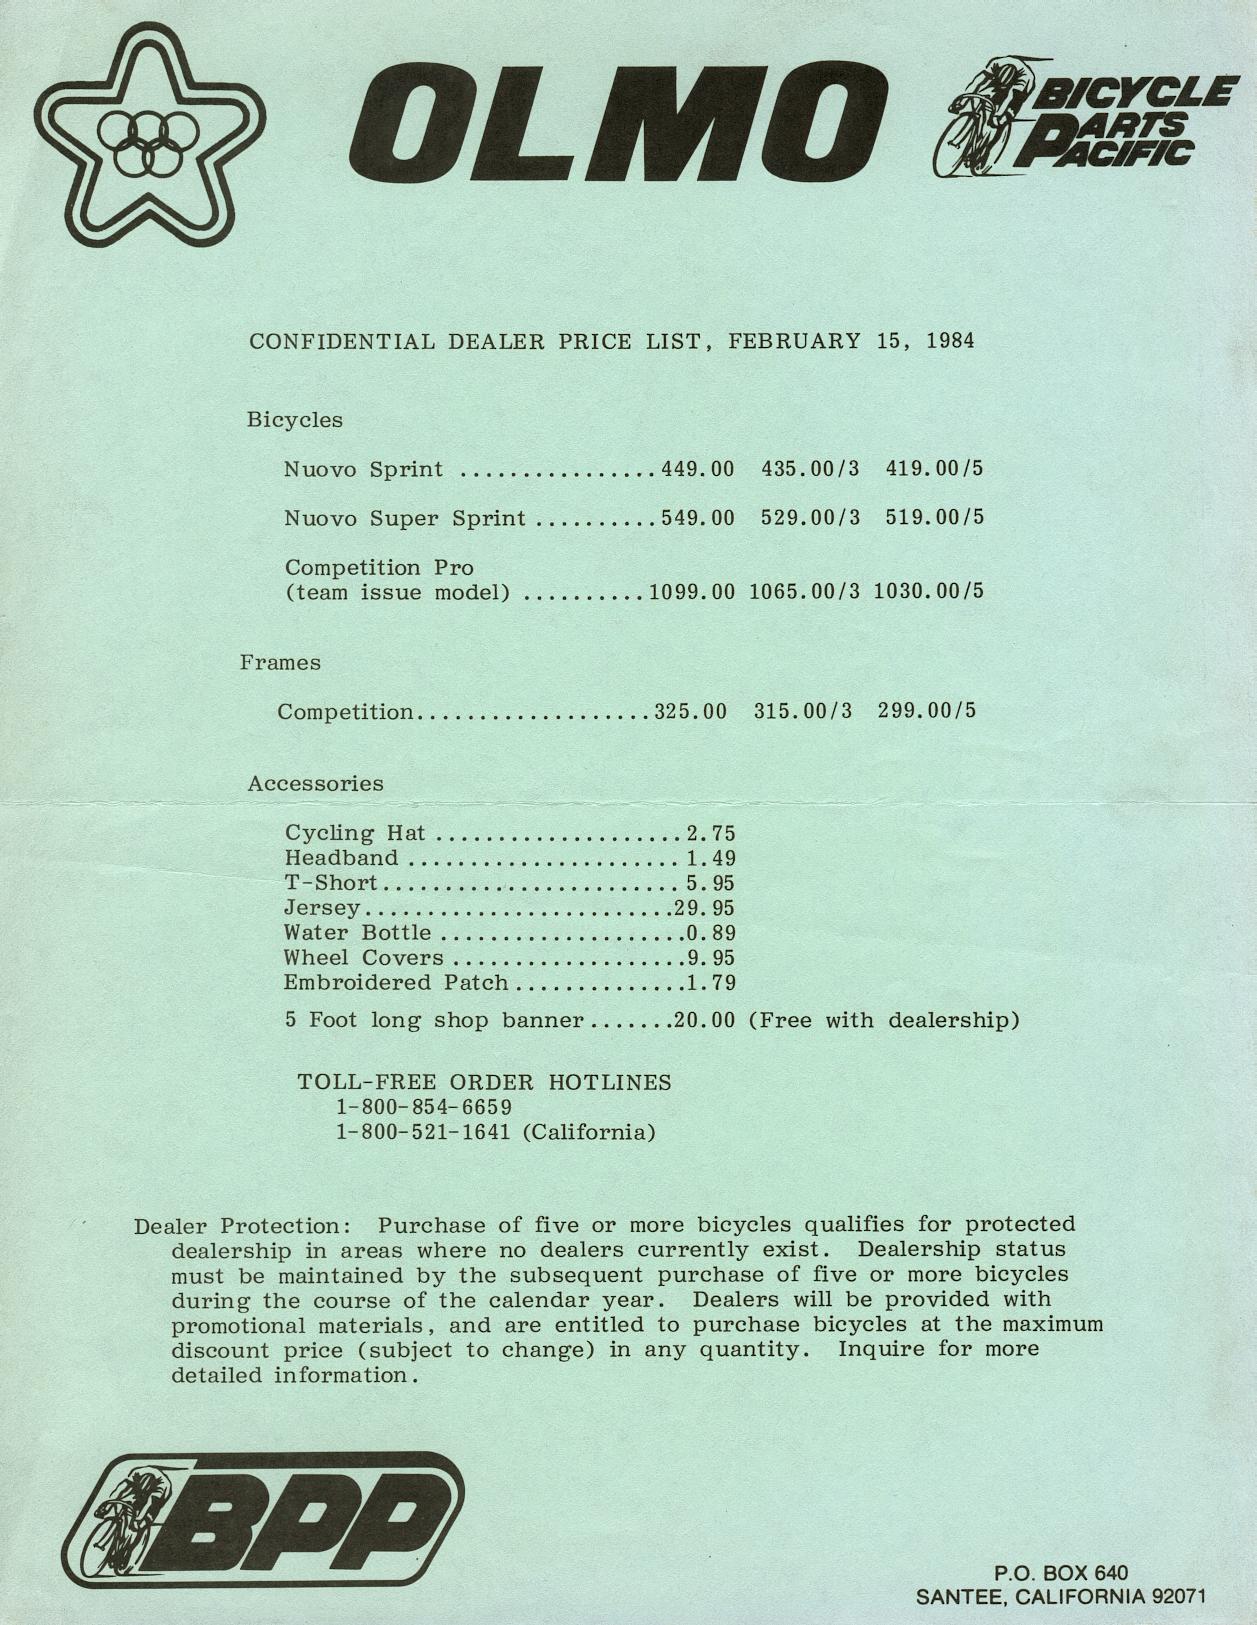 OLMO
BICYCLE
PARTS
PACIFIC
CONFIDENTIAL DEALER PRICE LIST, FEBRUARY 15, 1984
Bicycles
Nuovo Sprint ................449.00 435.00/3 419.00/5
Nuovo Super Sprint ..........549.00 529.00/3 519.00/5
Competition Pro
(team issue model) ..........1099.00 1065.00/3 1030.00/5
Frames
Competition...................325.00 315.00/3 299.00/5
Accessories
Cycling Hat ....................2.75
Headband ......................1.49
T-Short........................5.95
Jersey.........................29.95
Water Bottle ....................0.89
Wheel Covers ...................9.95
Embroidered Patch ..............1.79
5 Foot long shop banner .......20.00 (Free with dealership)
TOLL-FREE ORDER HOTLINES
1-800-854-6659
1-800-521-1641 (California)
Dealer Protection: Purchase of five or more bicycles qualifies for protected
dealership in areas where no dealers currently exist. Dealership status
must be maintained by the subsequent purchase of five or more bicycles
during the course of the calendar year. Dealers will be provided with
promotional materials, and are entitled to purchase bicycles at the maximum
discount price (subject to change) in any quantity. Inquire for more
detailed information.
BPP
P.O. BOX 640
SANTEE, CALIFORNIA 92071